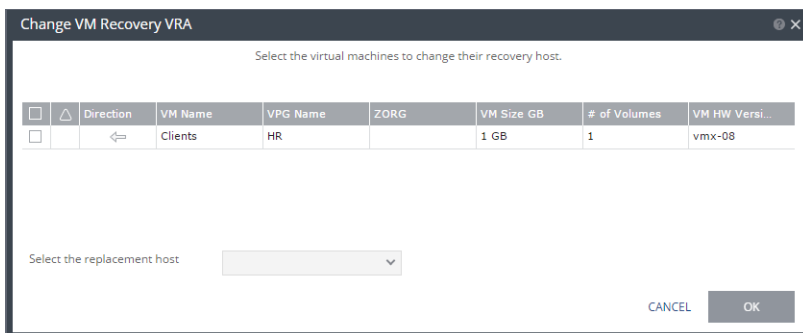 Change VM Recovery VRA
Select the virtual machines to change their recovery host.
Direction VM Name VPG Name ZORG VM Size GB # of Volumes VM HW Versi...
Clients HR 1 GB 1 vmx-08
Select the replacement host
CANCEL OK